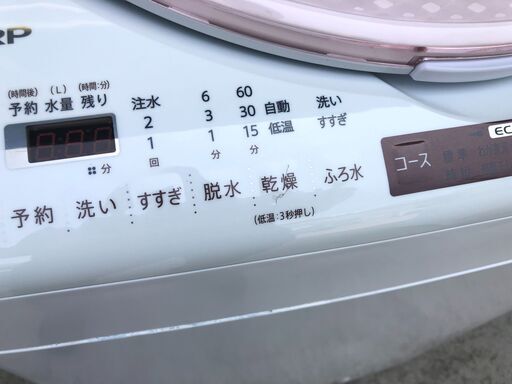 RP
(時間後) (L) (時間:分)
予約 水量 残り
注水 6 60
2 3 30 自動 洗い
1 1 15 低温 すすぎ
回 分 分
分
EC
コース 標準
予約 洗い すすぎ 脱水 乾燥 ふろ水
(低温:3秒押し)